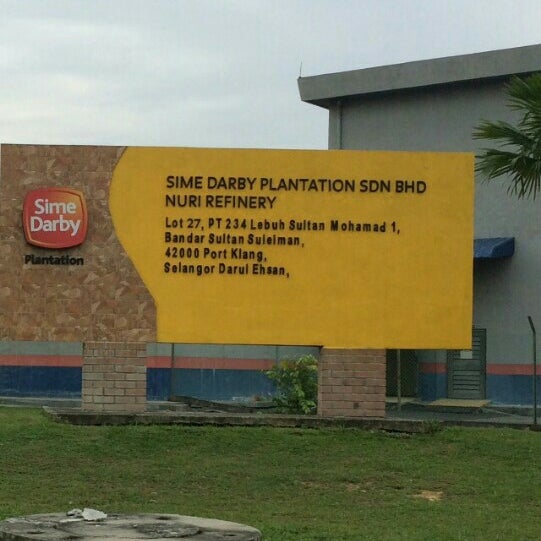 Sime
Darby
Plantation
SIME DARBY PLANTATION SDN BHD
NURI REFINERY
Lot 27, PT 234 Lebuh Sultan Mohamad 1,
Bandar Sultan Suleiman,
42000 Port Klang,
Selangor Darul Ehsan,